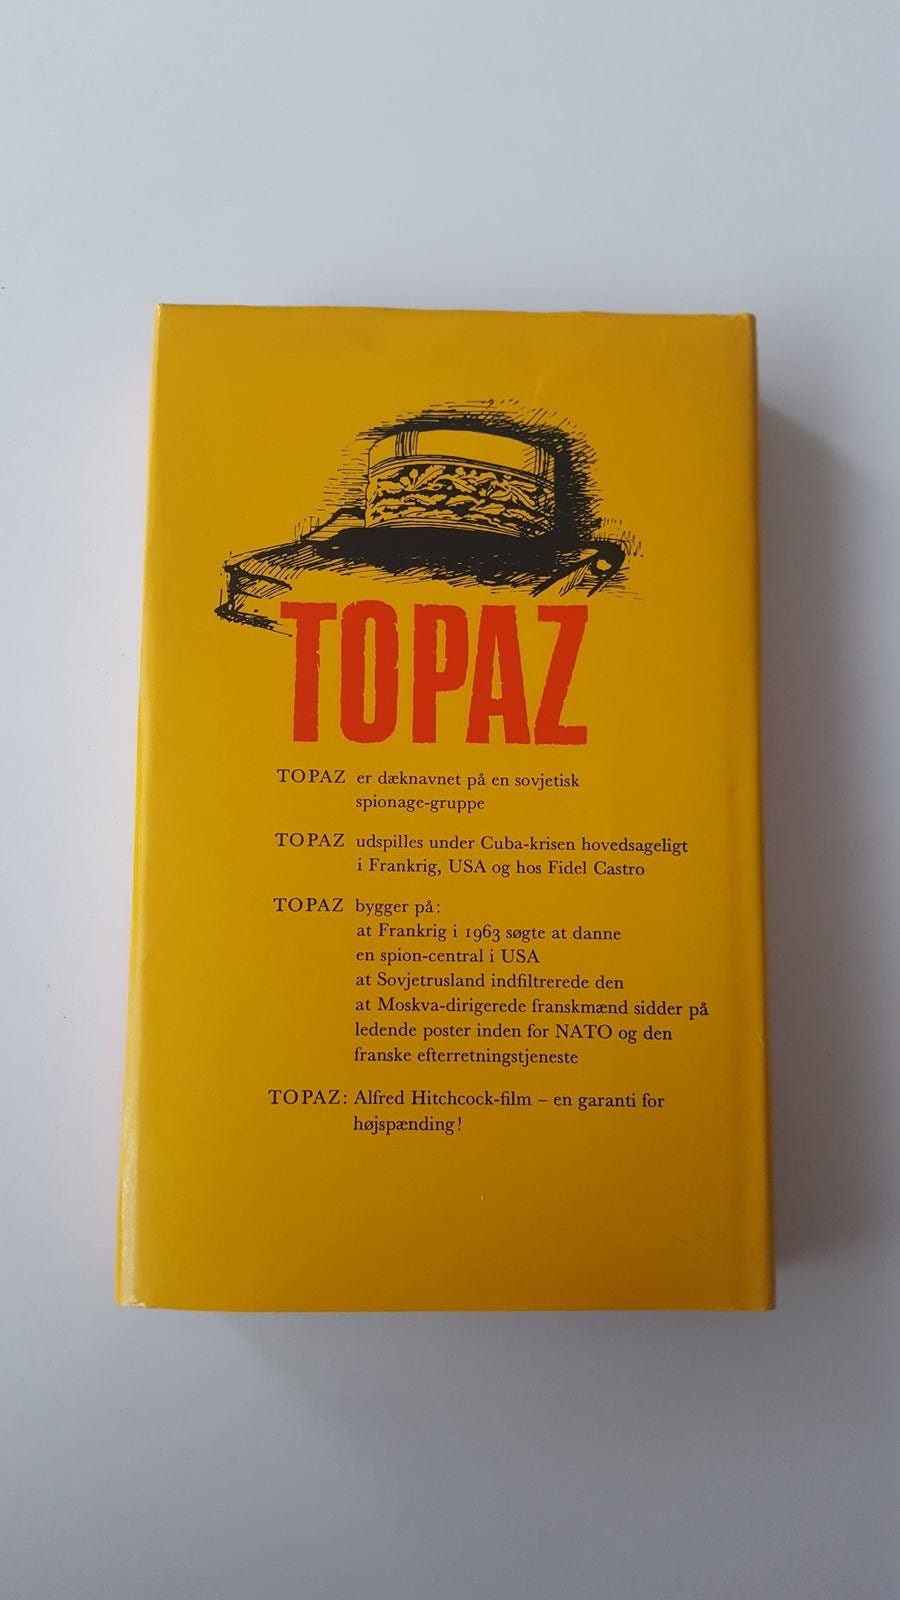 TOPAZ
TOPAZ er dæknavnet på en sovjetisk
spionage-gruppe
TOPAZ udspilles under Cuba-krisen hovedsageligt
i Frankrig, USA og hos Fidel Castro
TOPAZ bygger på:
at Frankrig i 1963 søgte at danne
en spion-central i USA
at Sovjetrusland indfiltrerede den
at Moskva-dirigerede franskmænd sidder på
ledende poster inden for NATO og den
franske efterretningstjeneste
TOPAZ: Alfred Hitchcock-film – en garanti for
højspænding!